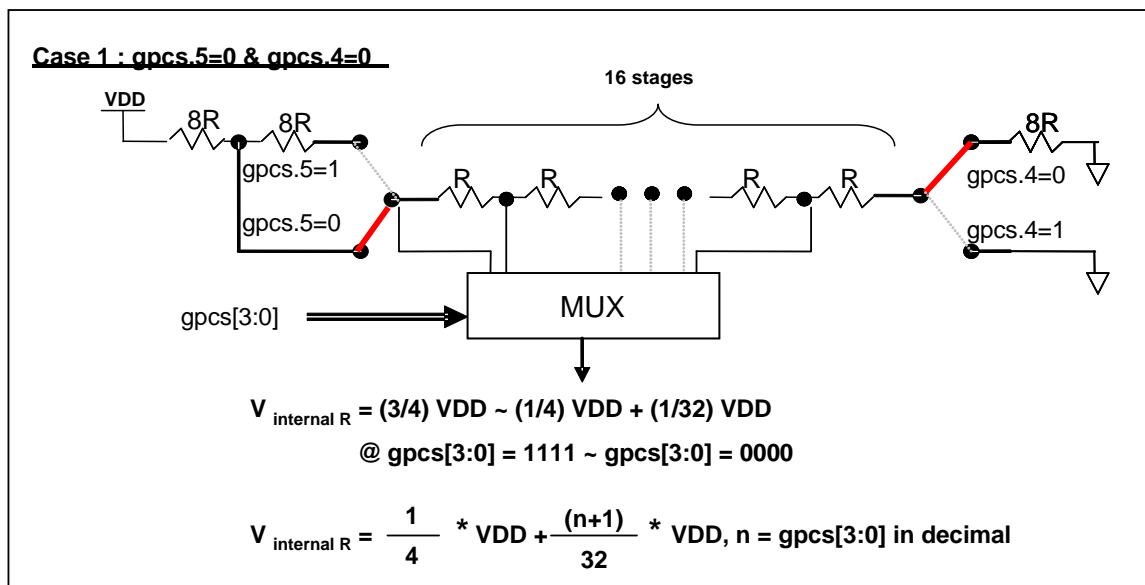 Case 1 : gpcs.5=0 & gpcs.4=0
16 stages
VDD
8R 8R 8R
gpcs.5=1 R R R R gpcs.4=0
gpcs.5=0 gpcs.4=1
gpcs[3:0] MUX
V internal R = (3/4) VDD ~ (1/4) VDD + (1/32) VDD
@ gpcs[3:0] = 1111 ~ gpcs[3:0] = 0000
V internal R = 1/4 * VDD + (n+1)/32 * VDD, n = gpcs[3:0] in decimal